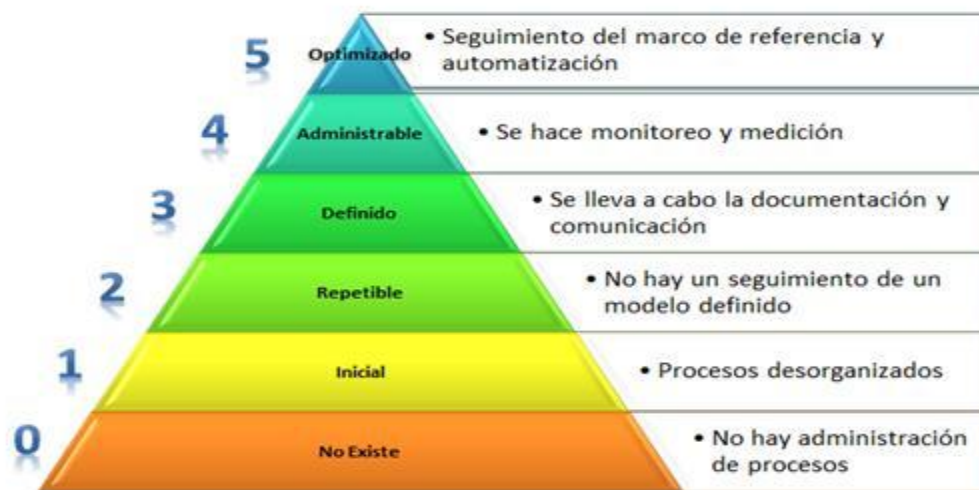 5
Optimizado
• Seguimiento del marco de referencia y
automatización
4
Administrable
• Se hace monitoreo y medición
3
Definido
• Se lleva a cabo la documentación y
comunicación
2
Repetible
• No hay un seguimiento de un
modelo definido
1
Inicial
• Procesos desorganizados
0
No Existe
• No hay administración
de procesos